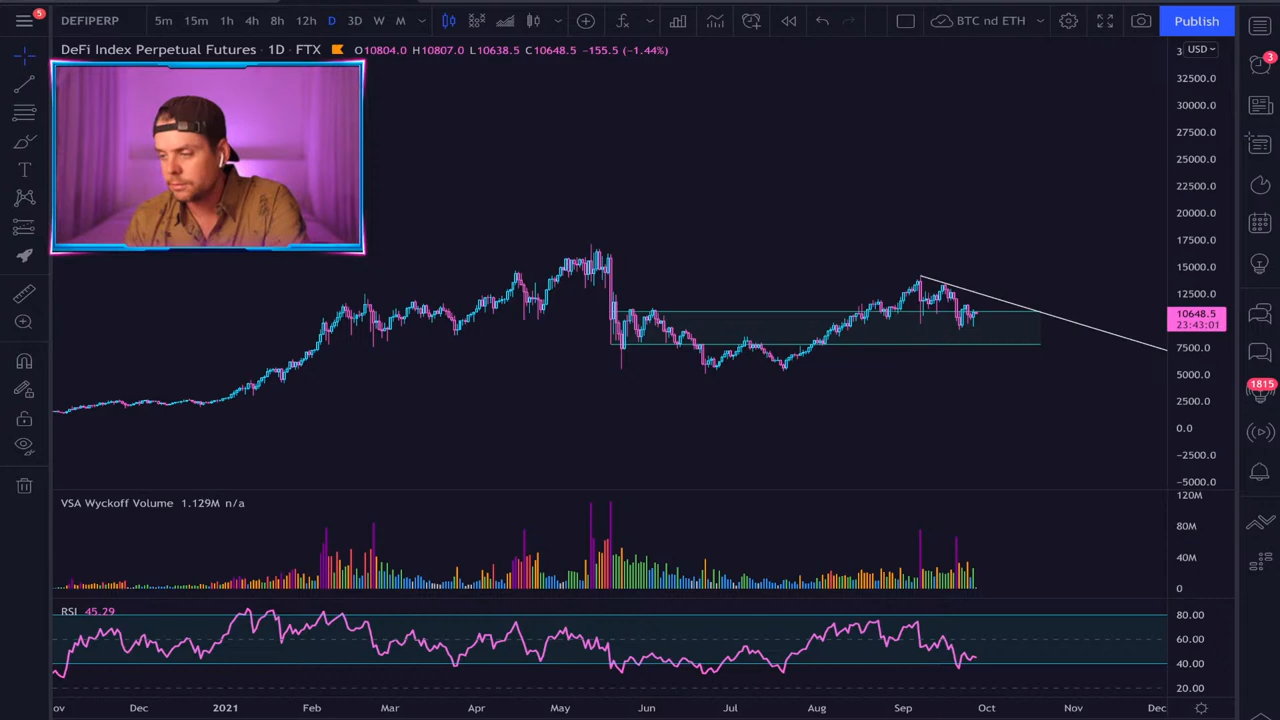 5
DEFIPERP
5m 15m 1h 4h 8h 12h D 3D W M
BTC nd ETH
Publish
DeFi Index Perpetual Futures · 1D · FTX O10804.0 H10807.0 L10638.5 C10648.5 -155.5 (-1.44%)
3
USD
3
32500.0
30000.0
27500.0
25000.0
22500.0
20000.0
17500.0
15000.0
12500.0
10648.5
23:43:01
7500.0
5000.0
2500.0
0.0
−2500.0
−5000.0
1815
VSA Wyckoff Volume 1.129M n/a
120M
80M
40M
0
RSI 45.29
80.00
60.00
40.00
20.00
ov Dec 2021 Feb Mar Apr May Jun Jul Aug Sep Oct Nov Dec